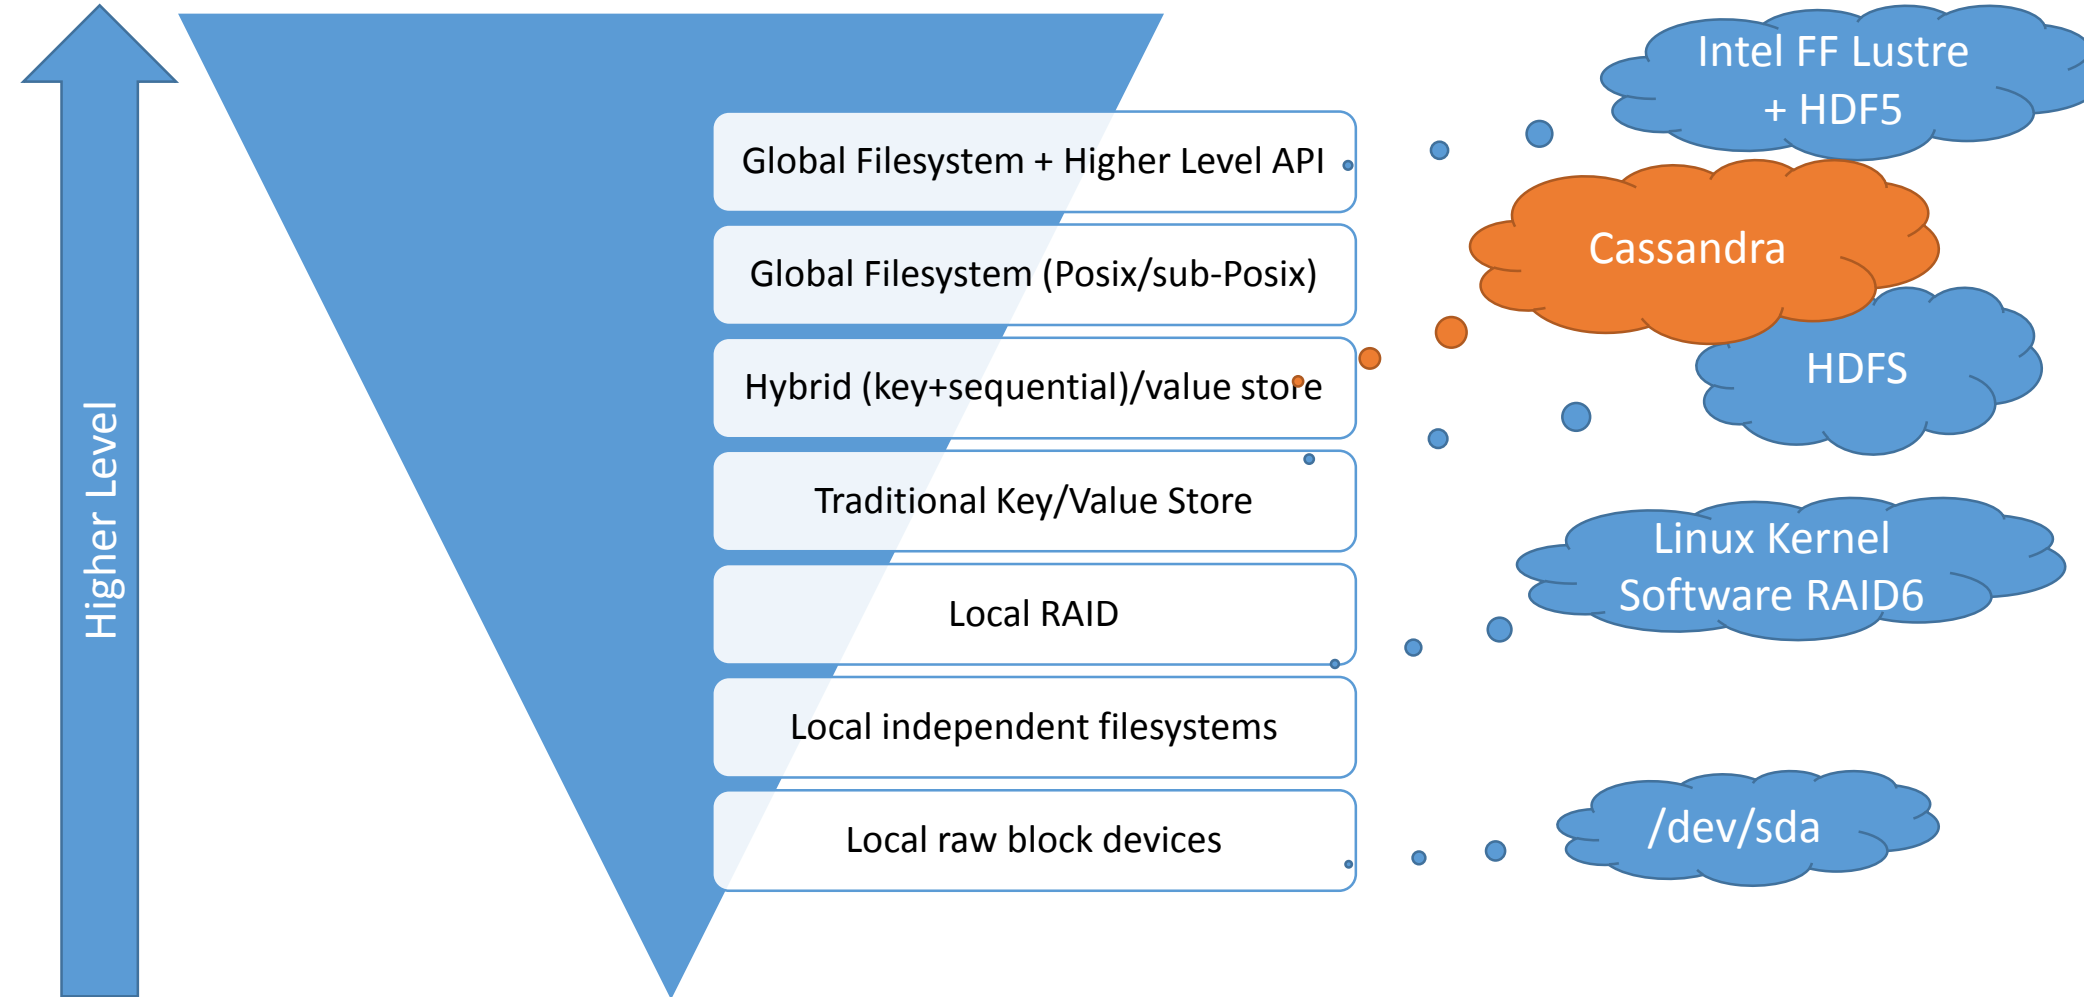 Higher Level
Global Filesystem + Higher Level API
Global Filesystem (Posix/sub-Posix)
Hybrid (key+sequential)/value store
Traditional Key/Value Store
Local RAID
Local independent filesystems
Local raw block devices
Intel FF Lustre
+ HDF5
Cassandra
HDFS
Linux Kernel
Software RAID6
/dev/sda